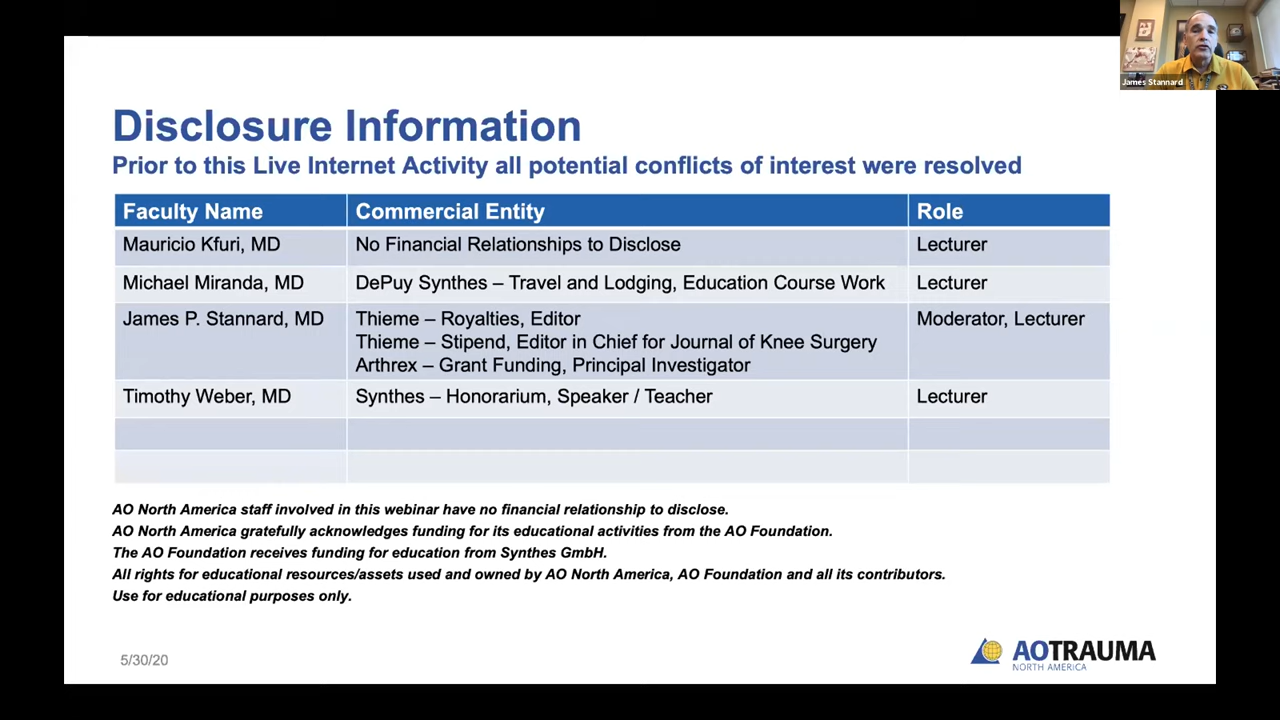 James Stannard
Disclosure Information
Prior to this Live Internet Activity all potential conflicts of interest were resolved
Faculty Name Commercial Entity Role
Mauricio Kfuri, MD No Financial Relationships to Disclose Lecturer
Michael Miranda, MD DePuy Synthes – Travel and Lodging, Education Course Work Lecturer
James P. Stannard, MD Thieme – Royalties, Editor Moderator, Lecturer
Thieme – Stipend, Editor in Chief for Journal of Knee Surgery
Arthrex – Grant Funding, Principal Investigator
Timothy Weber, MD Synthes – Honorarium, Speaker / Teacher Lecturer
AO North America staff involved in this webinar have no financial relationship to disclose.
AO North America gratefully acknowledges funding for its educational activities from the AO Foundation.
The AO Foundation receives funding for education from Synthes GmbH.
All rights for educational resources/assets used and owned by AO North America, AO Foundation and all its contributors.
Use for educational purposes only.
5/30/20
AOTRAUMA
NORTH AMERICA